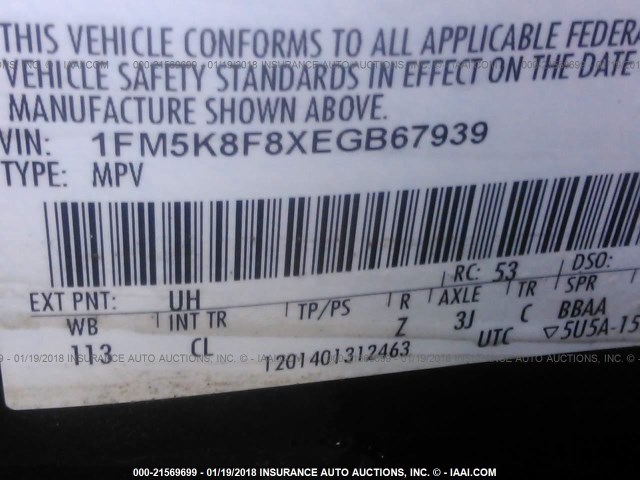 THIS VEHICLE CONFORMS TO ALL APPLICABLE FEDERA
VEHICLE SAFETY STANDARDS IN EFFECT ON THE DATE
MANUFACTURE SHOWN ABOVE.
VIN: 1FM5K8F8XEGB67939
TYPE: MPV
RC: 53 DSO:
EXT PNT: UH
WB INT TR TP/PS R AXLE TR SPR
113 CL Z 3J C BBAA
1201401312463 UTC ▽5U5A-15
000-21569699 - 01/19/2018 INSURANCE AUTO AUCTIONS, INC. - © IAAI.COM